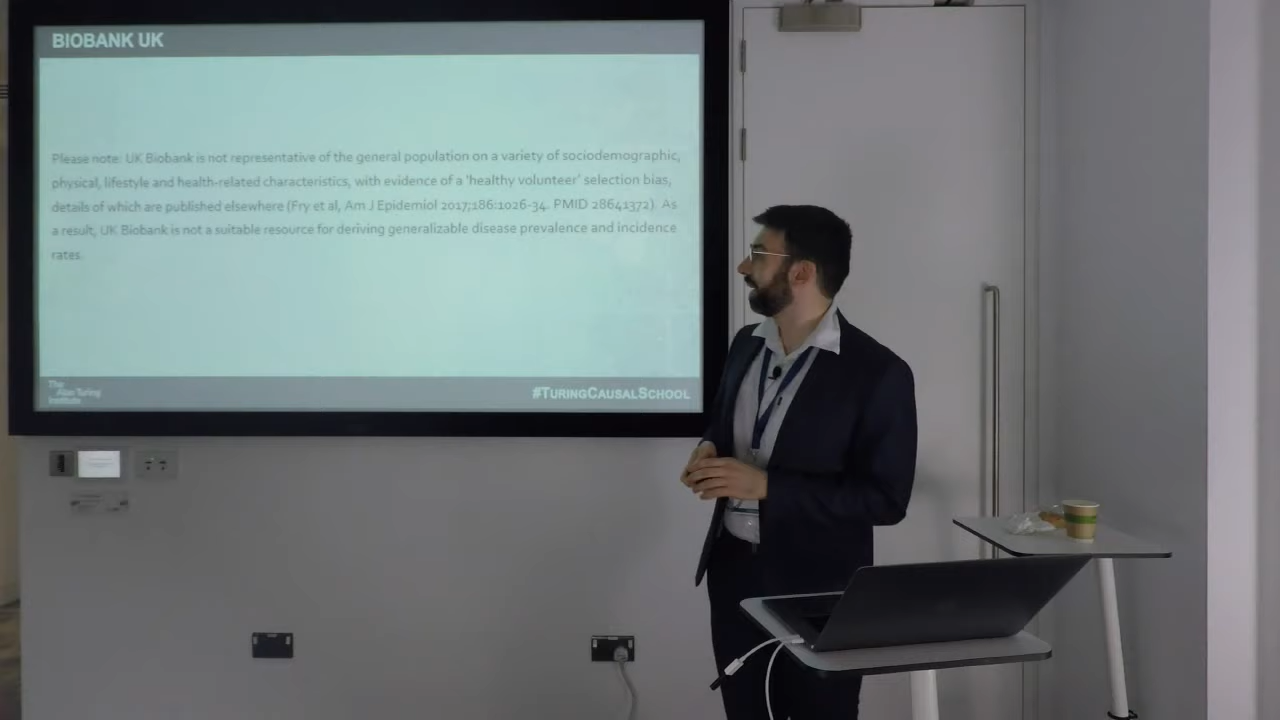 BIOBANK UK
Please note: UK Biobank is not representative of the general population on a variety of sociodemographic,
physical, lifestyle and health-related characteristics, with evidence of a 'healthy volunteer' selection bias,
details of which are published elsewhere (Fry et al, Am J Epidemiol 2017;186:1026-34. PMID 28641372). As
a result, UK Biobank is not a suitable resource for deriving generalizable disease prevalence and incidence
rates.
The
Alan Turing
Institute
#TURINGCAUSALSCHOOL